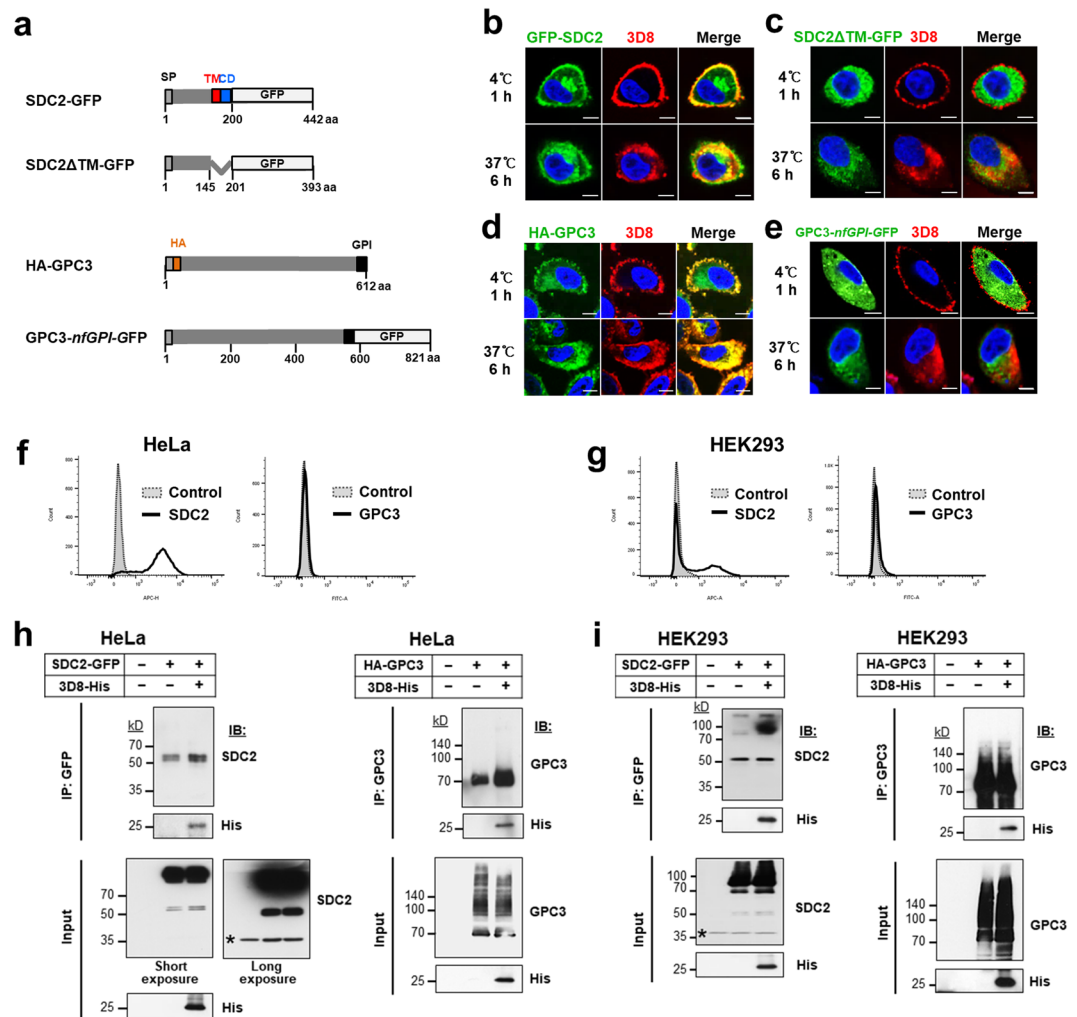 a
SP
TM CD
SDC2-GFP
GFP
1
200
442 aa
SDC2ΔTM-GFP
GFP
1
145
201
393 aa
HA
GPI
HA-GPC3
1
612 aa
GPC3-nfGPI-GFP
GFP
1
200
400
600
821 aa
b
GFP-SDC2
3D8
Merge
4℃
1 h
37℃
6 h
c
SDC2ΔTM-GFP
3D8
Merge
4℃
1 h
37℃
6 h
d
HA-GPC3
3D8
Merge
4℃
1 h
37℃
6 h
e
GPC3-nfGPI-GFP
3D8
Merge
4℃
1 h
37℃
6 h
f
HeLa
Control
SDC2
Count
APC-H
Control
GPC3
Count
FITC-A
g
HEK293
Control
SDC2
Count
APC-A
Control
GPC3
Count
FITC-A
h
HeLa
SDC2-GFP – + +
3D8-His – – +
IP: GFP
kD
IB:
70
50
35
SDC2
25
His
Input
70
50
35
*
SDC2
Short exposure
Long exposure
25
His
HeLa
HA-GPC3 – + +
3D8-His – – +
IP: GPC3
kD
IB:
140
100
70
GPC3
25
His
Input
140
100
70
GPC3
25
His
i
HEK293
SDC2-GFP – + +
3D8-His – – +
IP: GFP
kD
IB:
100
70
50
35
SDC2
25
His
Input
100
70
50
35
*
SDC2
25
His
HEK293
HA-GPC3 – + +
3D8-His – – +
IP: GPC3
kD
IB:
140
100
70
GPC3
25
His
Input
140
100
70
GPC3
25
His